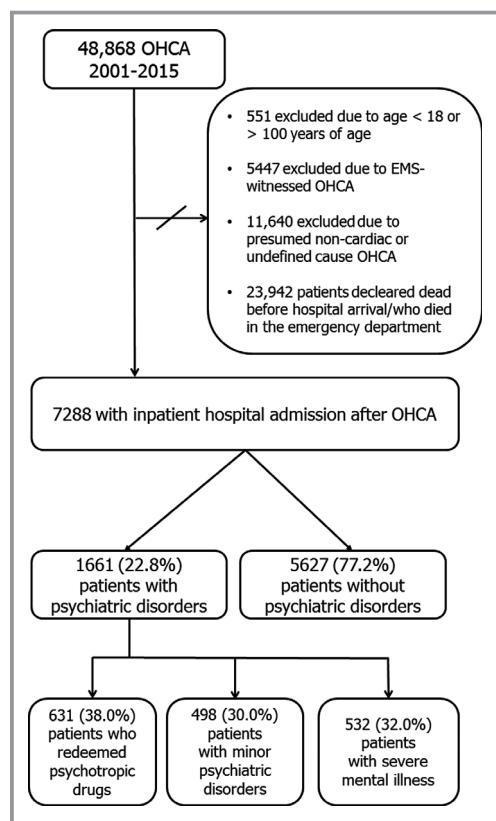 48,868 OHCA
2001-2015
• 551 excluded due to age < 18 or
> 100 years of age
• 5447 excluded due to EMS-
witnessed OHCA
• 11,640 excluded due to
presumed non-cardiac or
undefined cause OHCA
• 23,942 patients decleared dead
before hospital arrival/who died
in the emergency department
7288 with inpatient hospital admission after OHCA
1661 (22.8%)
patients with
psychiatric disorders
5627 (77.2%)
patients without
psychiatric disorders
631 (38.0%)
patients who
redeemed
psychotropic
drugs
498 (30.0%)
patients
with minor
psychiatric
disorders
532 (32.0%)
patients
with severe
mental illness